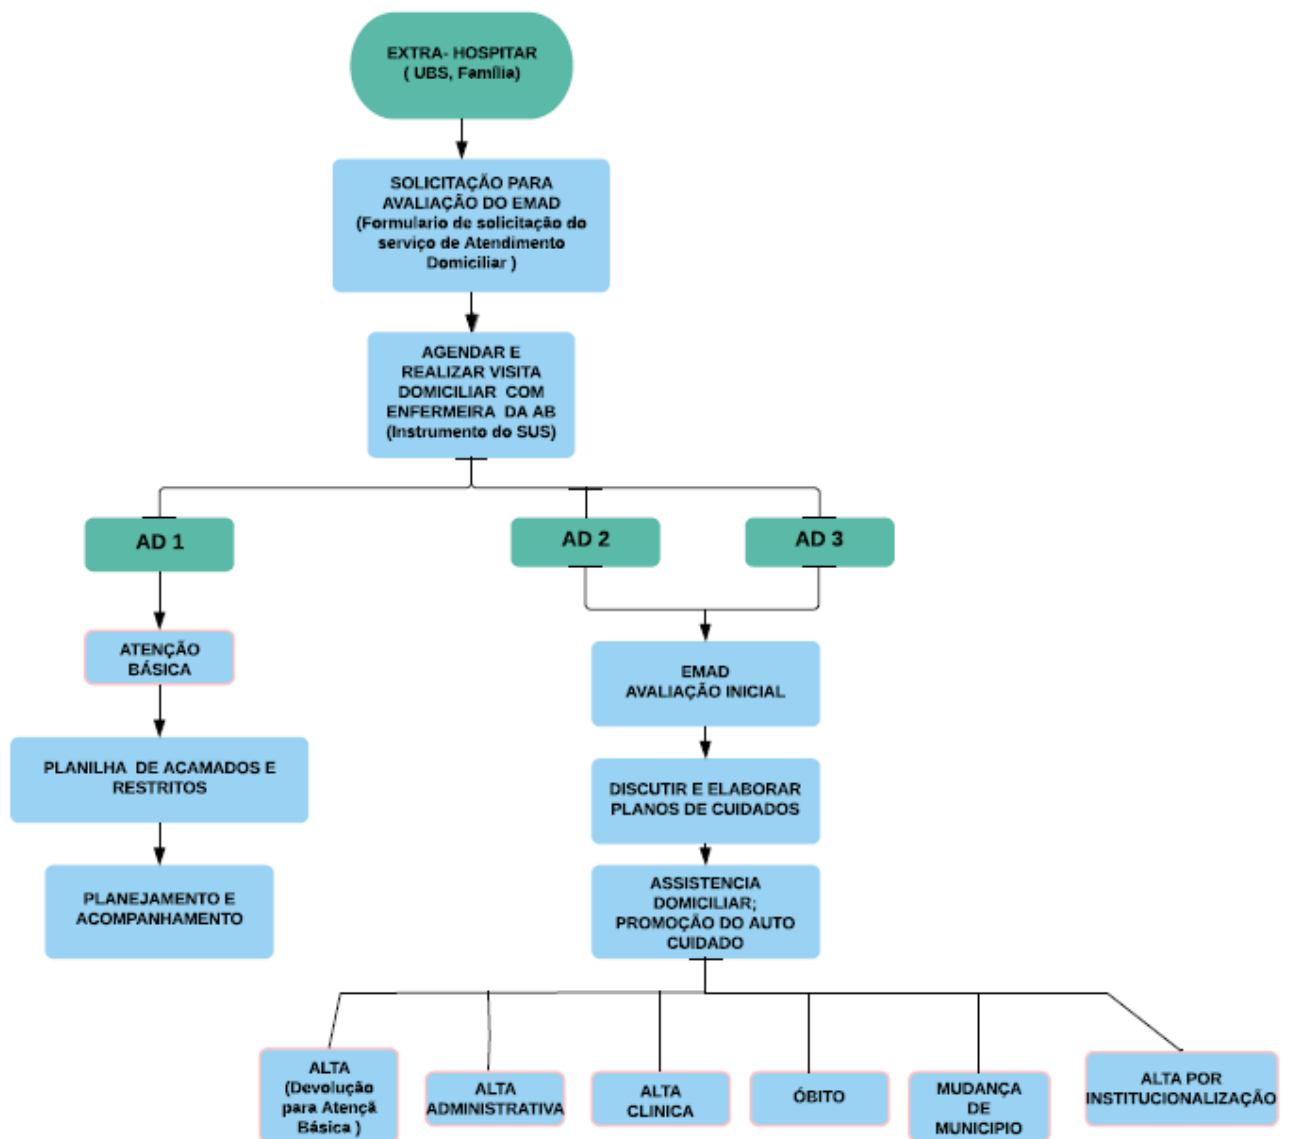 EXTRA- HOSPITAR
( UBS, Família)
SOLICITAÇÃO PARA
AVALIAÇÃO DO EMAD
(Formulario de solicitação do
serviço de Atendimento
Domiciliar )
AGENDAR E
REALIZAR VISITA
DOMICILIAR COM
ENFERMEIRA DA AB
(Instrumento do SUS)
AD 1
AD 2
AD 3
ATENÇÃO
BÁSICA
EMAD
AVALIAÇÃO INICIAL
PLANILHA DE ACAMADOS E
RESTRITOS
DISCUTIR E ELABORAR
PLANOS DE CUIDADOS
PLANEJAMENTO E
ACOMPANHAMENTO
ASSISTENCIA
DOMICILIAR;
PROMOÇÃO DO AUTO
CUIDADO
ALTA
(Devolução
para Atençã
Básica )
ALTA
ADMINISTRATIVA
ALTA
CLINICA
ÓBITO
MUDANÇA
DE
MUNICIPIO
ALTA POR
INSTITUCIONALIZAÇÃO